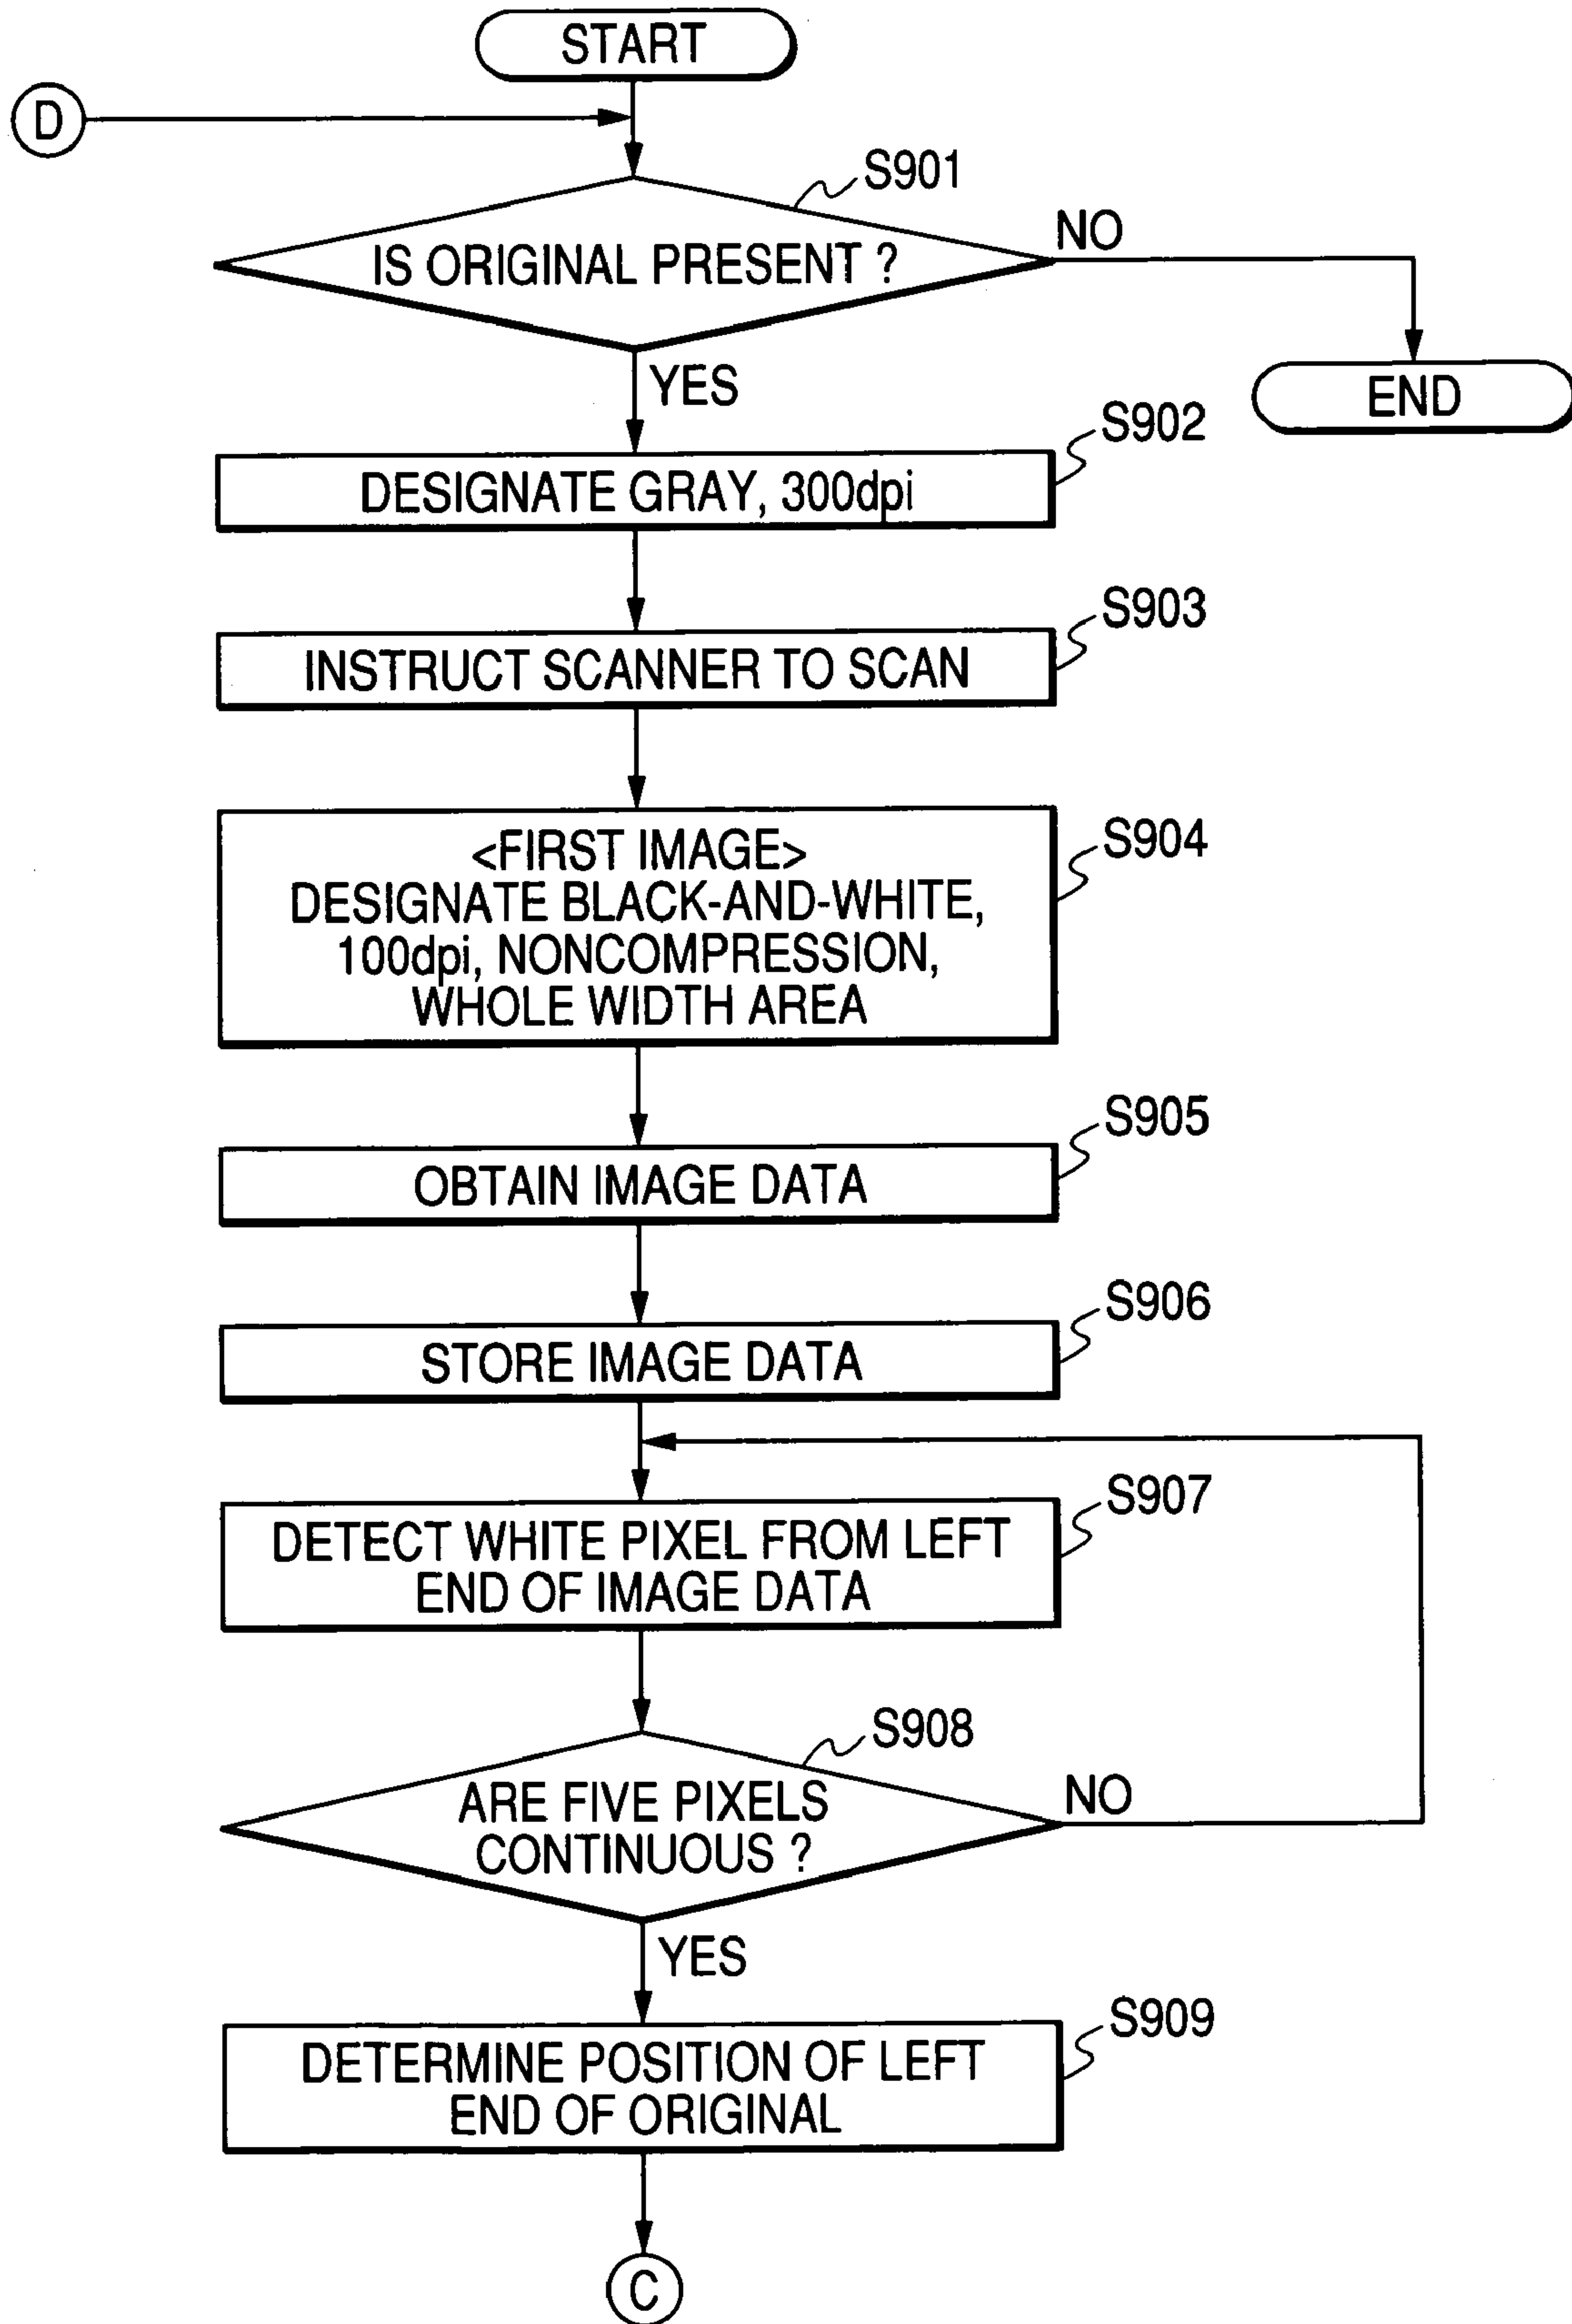 START
D
S901
IS ORIGINAL PRESENT ?
NO
END
YES
S902
DESIGNATE GRAY, 300dpi
S903
INSTRUCT SCANNER TO SCAN
S904
<FIRST IMAGE>
DESIGNATE BLACK-AND-WHITE,
100dpi, NONCOMPRESSION,
WHOLE WIDTH AREA
S905
OBTAIN IMAGE DATA
S906
STORE IMAGE DATA
S907
DETECT WHITE PIXEL FROM LEFT
END OF IMAGE DATA
S908
ARE FIVE PIXELS
CONTINUOUS ?
NO
YES
S909
DETERMINE POSITION OF LEFT
END OF ORIGINAL
C